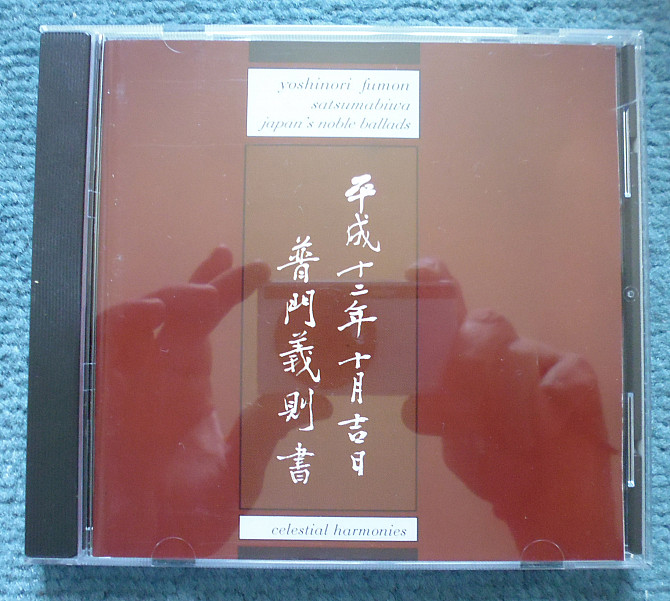 yoshinori fumon
satsumabiwa
japan's noble ballads
平成十二年十月吉日
普門義則書
celestial harmonies